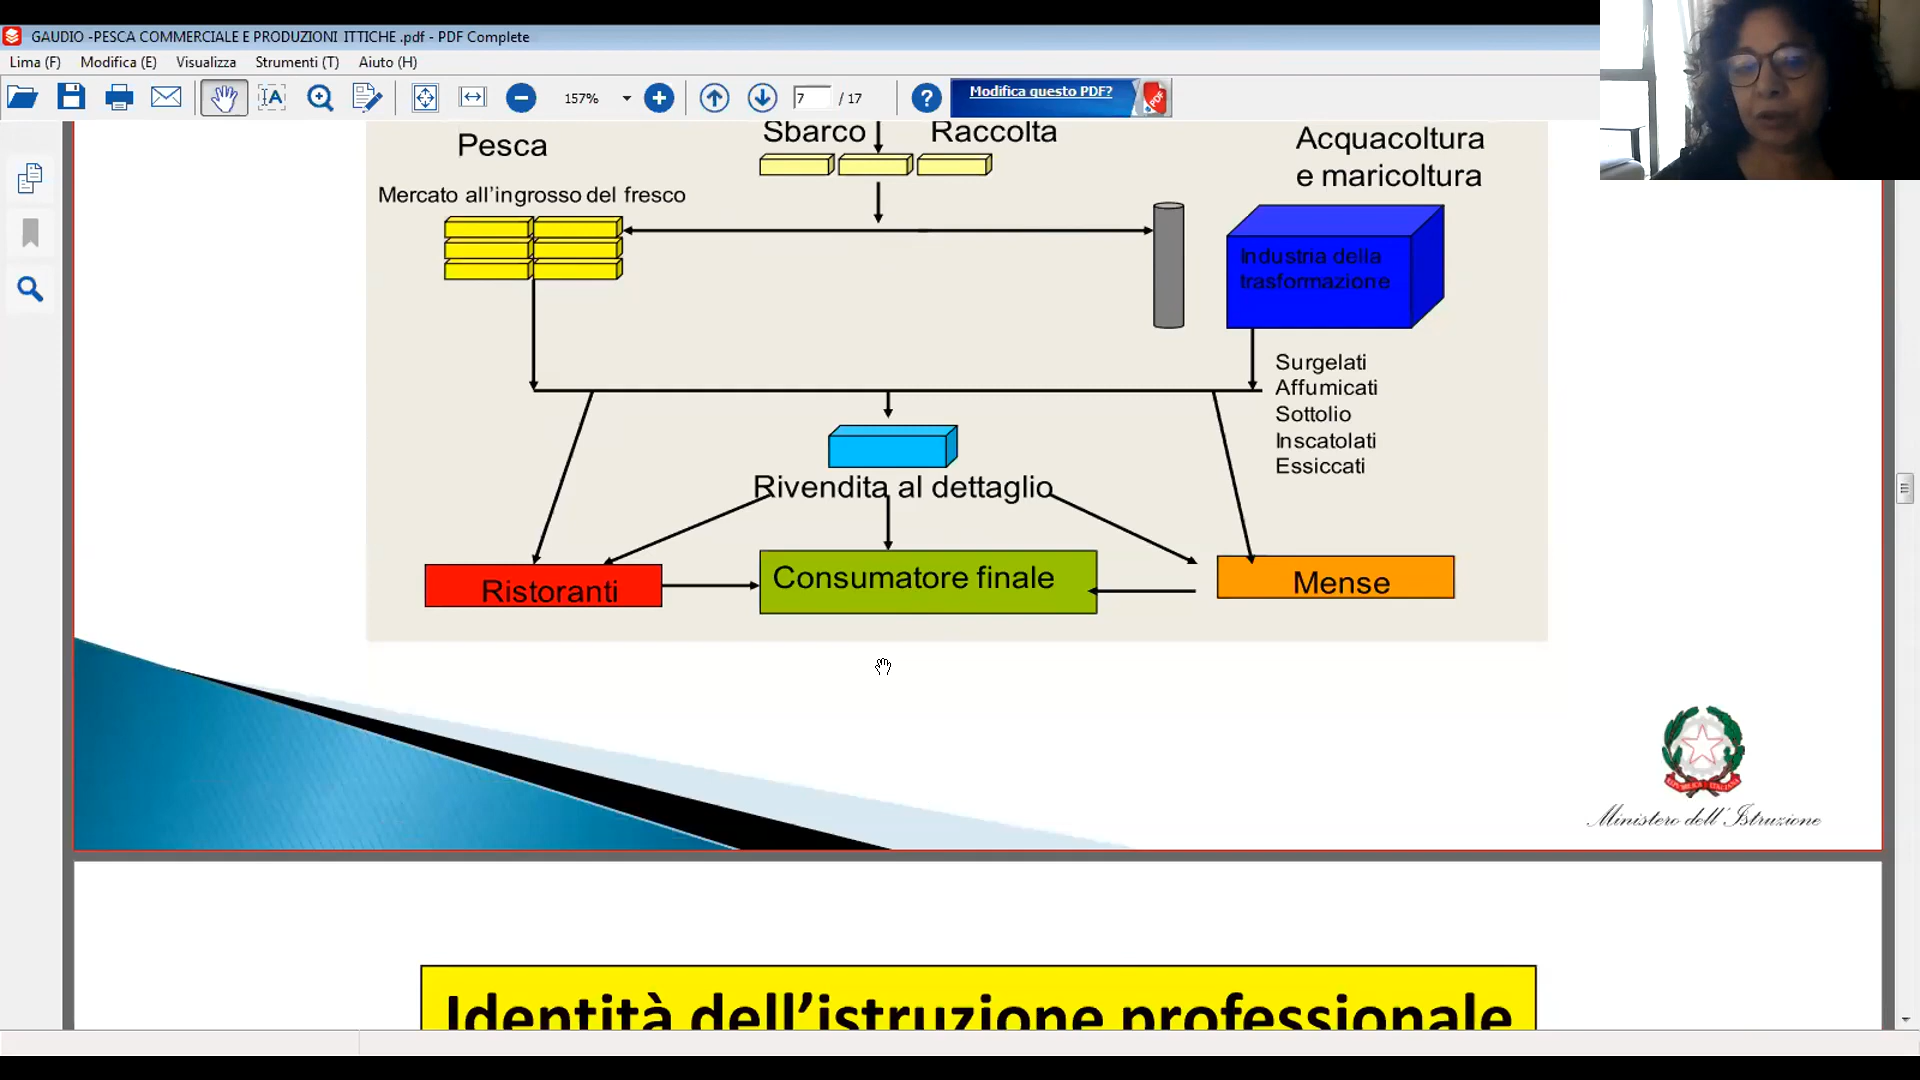 GAUDIO -PESCA COMMERCIALE E PRODUZIONI ITTICHE .pdf - PDF Complete
Lima (F) Modifica (E) Visualizza Strumenti (T) Aiuto (H)
157% 7 / 17 ? Modifica questo PDF? PDF
Pesca
Sbarco Raccolta
Acquacoltura
e maricoltura
Mercato all'ingrosso del fresco
Industria della
trasformazione
Surgelati
Affumicati
Sottolio
Inscatolati
Essiccati
Rivendita al dettaglio
Ristoranti
Consumatore finale
Mense
Ministero dell'Istruzione
Identità dell'istruzione professionale